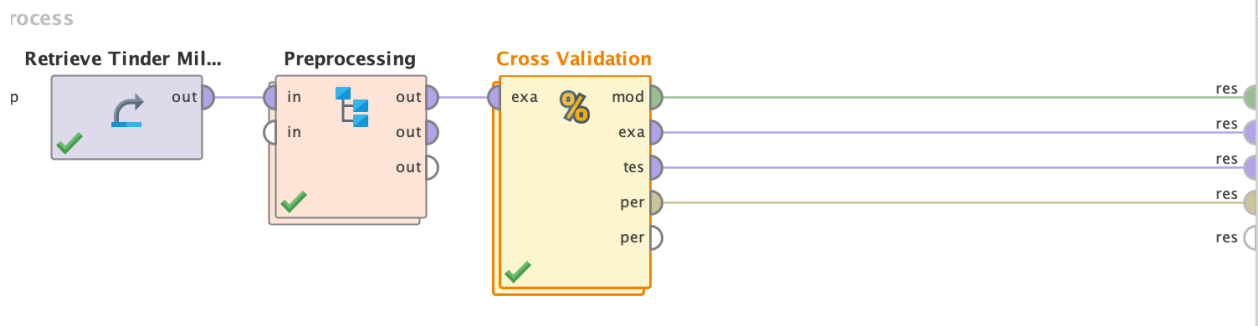 rocess
Retrieve Tinder Mil...
Preprocessing
Cross Validation
p
out
in
out
exa
mod
res
in
out
exa
res
out
tes
res
per
res
per
res